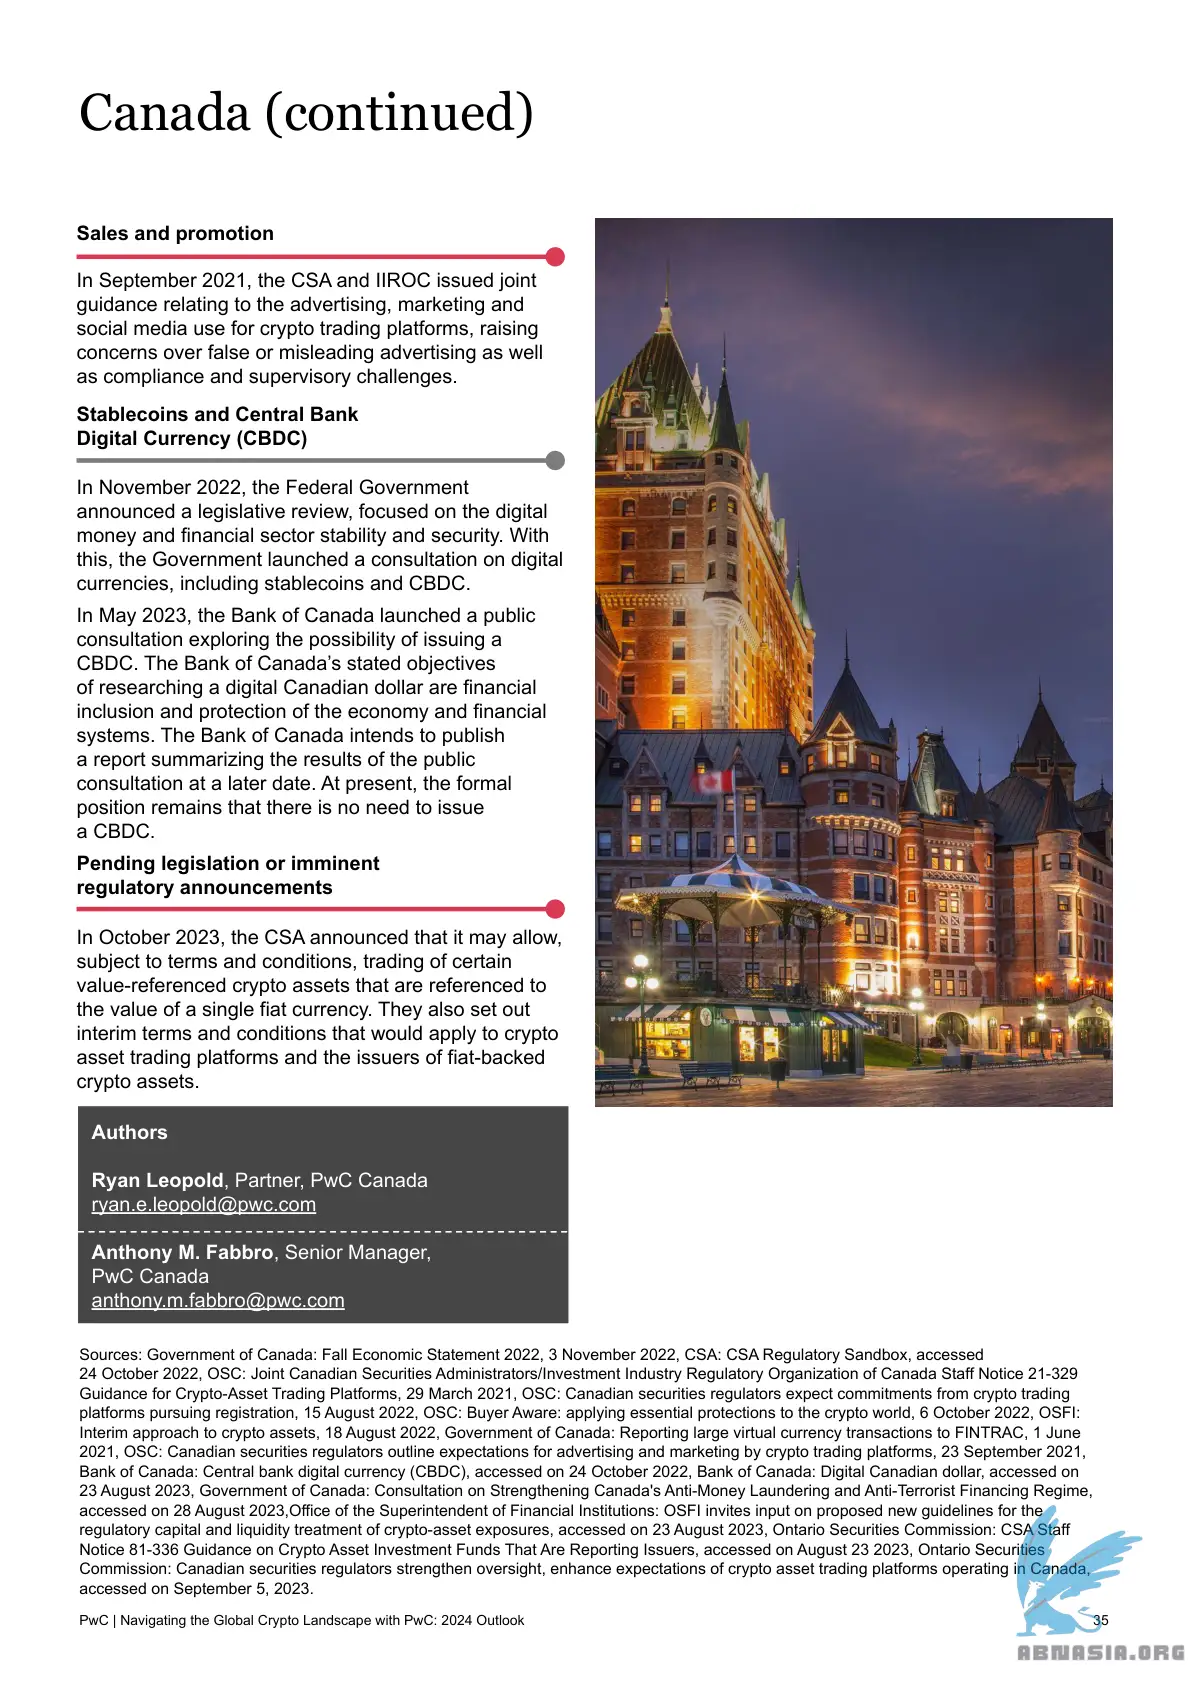 Canada (continued)
Sales and promotion
In September 2021, the CSA and IIROC issued joint
guidance relating to the advertising, marketing and
social media use for crypto trading platforms, raising
concerns over false or misleading advertising as well
as compliance and supervisory challenges.
Stablecoins and Central Bank
Digital Currency (CBDC)
In November 2022, the Federal Government
announced a legislative review, focused on the digital
money and financial sector stability and security. With
this, the Government launched a consultation on digital
currencies, including stablecoins and CBDC.
In May 2023, the Bank of Canada launched a public
consultation exploring the possibility of issuing a
CBDC. The Bank of Canada’s stated objectives
of researching a digital Canadian dollar are financial
inclusion and protection of the economy and financial
systems. The Bank of Canada intends to publish
a report summarizing the results of the public
consultation at a later date. At present, the formal
position remains that there is no need to issue
a CBDC.
Pending legislation or imminent
regulatory announcements
In October 2023, the CSA announced that it may allow,
subject to terms and conditions, trading of certain
value-referenced crypto assets that are referenced to
the value of a single fiat currency. They also set out
interim terms and conditions that would apply to crypto
asset trading platforms and the issuers of fiat-backed
crypto assets.
Authors
Ryan Leopold, Partner, PwC Canada
ryan.e.leopold@pwc.com
Anthony M. Fabbro, Senior Manager,
PwC Canada
anthony.m.fabbro@pwc.com
Sources: Government of Canada: Fall Economic Statement 2022, 3 November 2022, CSA: CSA Regulatory Sandbox, accessed
24 October 2022, OSC: Joint Canadian Securities Administrators/Investment Industry Regulatory Organization of Canada Staff Notice 21-329
Guidance for Crypto-Asset Trading Platforms, 29 March 2021, OSC: Canadian securities regulators expect commitments from crypto trading
platforms pursuing registration, 15 August 2022, OSC: Buyer Aware: applying essential protections to the crypto world, 6 October 2022, OSFI:
Interim approach to crypto assets, 18 August 2022, Government of Canada: Reporting large virtual currency transactions to FINTRAC, 1 June
2021, OSC: Canadian securities regulators outline expectations for advertising and marketing by crypto trading platforms, 23 September 2021,
Bank of Canada: Central bank digital currency (CBDC), accessed on 24 October 2022, Bank of Canada: Digital Canadian dollar, accessed on
23 August 2023, Government of Canada: Consultation on Strengthening Canada's Anti-Money Laundering and Anti-Terrorist Financing Regime,
accessed on 28 August 2023,Office of the Superintendent of Financial Institutions: OSFI invites input on proposed new guidelines for the
regulatory capital and liquidity treatment of crypto-asset exposures, accessed on 23 August 2023, Ontario Securities Commission: CSA Staff
Notice 81-336 Guidance on Crypto Asset Investment Funds That Are Reporting Issuers, accessed on August 23 2023, Ontario Securities
Commission: Canadian securities regulators strengthen oversight, enhance expectations of crypto asset trading platforms operating in Canada,
accessed on September 5, 2023.
PwC | Navigating the Global Crypto Landscape with PwC: 2024 Outlook
35
ABNASIA.ORG